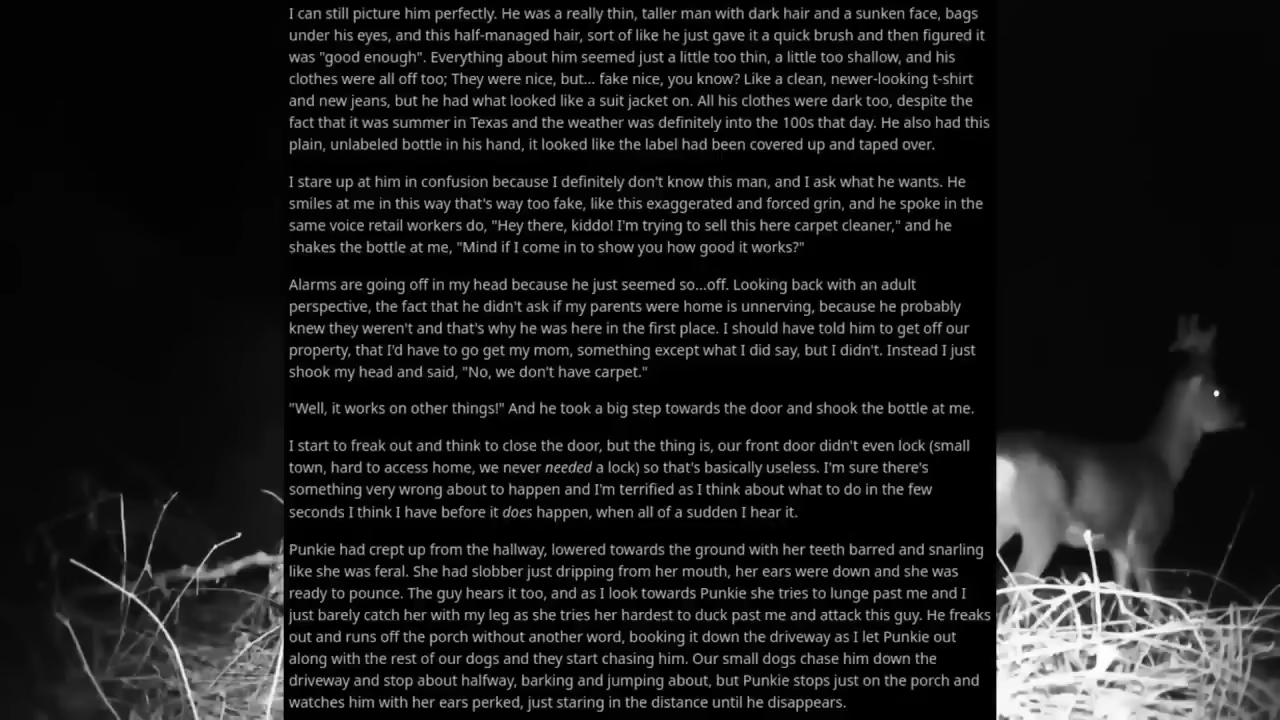 I can still picture him perfectly. He was a really thin, taller man with dark hair and a sunken face, bags
under his eyes, and this half-managed hair, sort of like he just gave it a quick brush and then figured it
was "good enough". Everything about him seemed just a little too thin, a little too shallow, and his
clothes were all off too; They were nice, but... fake nice, you know? Like a clean, newer-looking t-shirt
and new jeans, but he had what looked like a suit jacket on. All his clothes were dark too, despite the
fact that it was summer in Texas and the weather was definitely into the 100s that day. He also had this
plain, unlabeled bottle in his hand, it looked like the label had been covered up and taped over.
I stare up at him in confusion because I definitely don't know this man, and I ask what he wants. He
smiles at me in this way that's way too fake, like this exaggerated and forced grin, and he spoke in the
same voice retail workers do, "Hey there, kiddo! I'm trying to sell this here carpet cleaner," and he
shakes the bottle at me, "Mind if I come in to show you how good it works?"
Alarms are going off in my head because he just seemed so...off. Looking back with an adult
perspective, the fact that he didn't ask if my parents were home is unnerving, because he probably
knew they weren't and that's why he was here in the first place. I should have told him to get off our
property, that I'd have to go get my mom, something except what I did say, but I didn't. Instead I just
shook my head and said, "No, we don't have carpet."
"Well, it works on other things!" And he took a big step towards the door and shook the bottle at me.
I start to freak out and think to close the door, but the thing is, our front door didn't even lock (small
town, hard to access home, we never needed a lock) so that's basically useless. I'm sure there's
something very wrong about to happen and I'm terrified as I think about what to do in the few
seconds I think I have before it does happen, when all of a sudden I hear it.
Punkie had crept up from the hallway, lowered towards the ground with her teeth barred and snarling
like she was feral. She had slobber just dripping from her mouth, her ears were down and she was
ready to pounce. The guy hears it too, and as I look towards Punkie she tries to lunge past me and I
just barely catch her with my leg as she tries her hardest to duck past me and attack this guy. He freaks
out and runs off the porch without another word, booking it down the driveway as I let Punkie out
along with the rest of our dogs and they start chasing him. Our small dogs chase him down the
driveway and stop about halfway, barking and jumping about, but Punkie stops just on the porch and
watches him with her ears perked, just staring in the distance until he disappears.